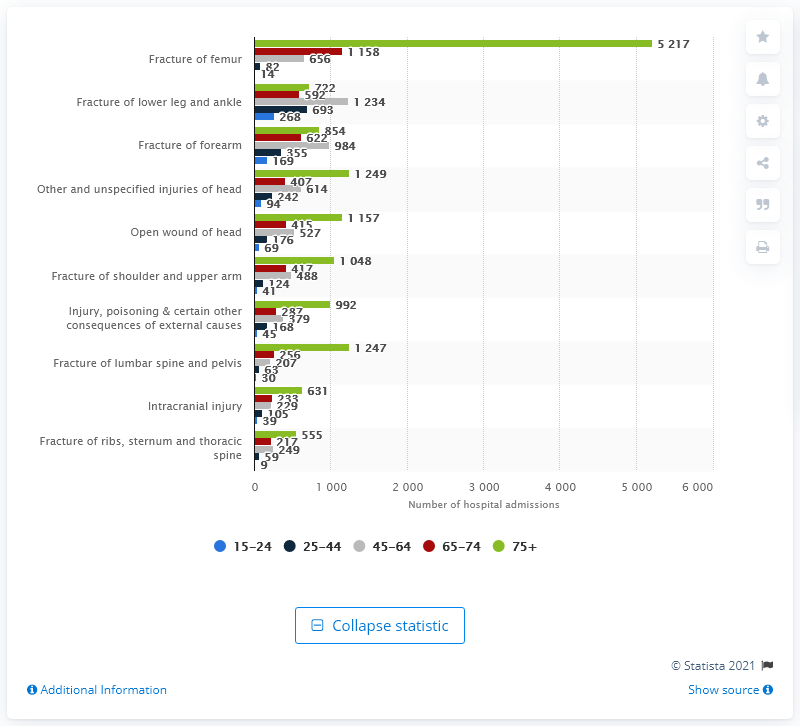 Fracture of femur
5 217
1 158
656
82
14
Fracture of lower leg and ankle
722
592
1 234
693
268
Fracture of forearm
854
622
984
355
169
Other and unspecified injuries of head
1 249
407
614
242
94
Open wound of head
1 157
415
527
176
69
Fracture of shoulder and upper arm
1 048
417
488
124
41
Injury, poisoning & certain other
consequences of external causes
992
287
379
168
45
Fracture of lumbar spine and pelvis
1 247
256
207
63
30
Intracranial injury
631
233
229
105
39
Fracture of ribs, sternum and thoracic
spine
555
217
249
59
9
0 1 000 2 000 3 000 4 000 5 000 6 000
Number of hospital admissions
15–24 25–44 45–64 65–74 75+
Collapse statistic
© Statista 2021
Additional Information
Show source